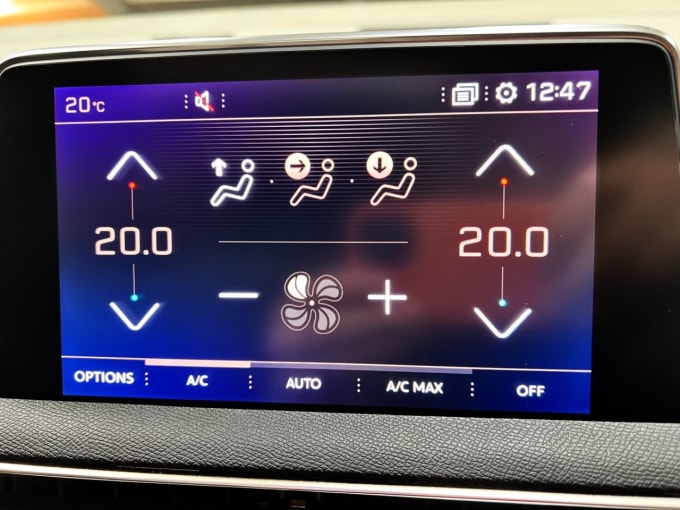 20°C 12:47
20.0 20.0
OPTIONS A/C AUTO A/C MAX OFF